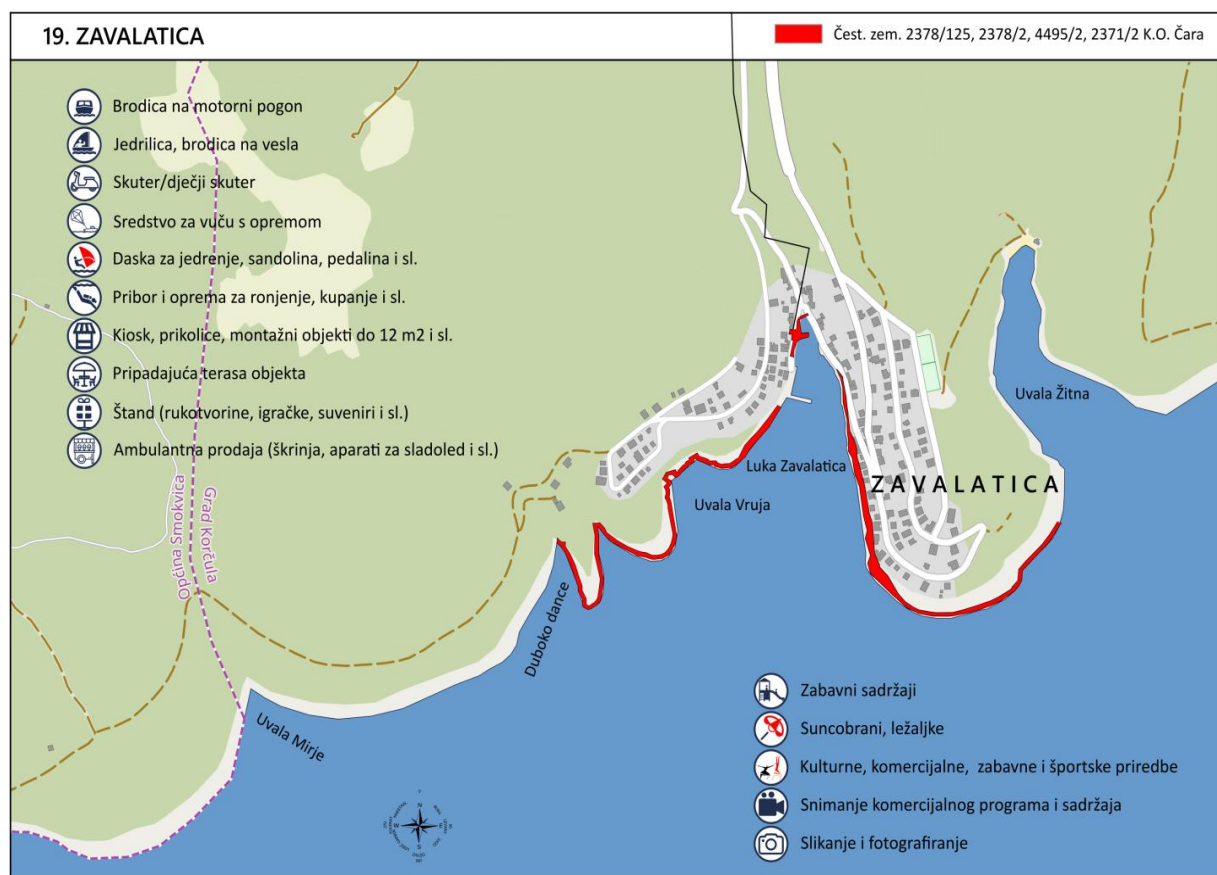 19. ZAVALATICA
Čest. zem. 2378/125, 2378/2, 4495/2, 2371/2 K.O. Čara
Brodica na motorni pogon
Jedrilica, brodica na vesla
Skuter/dječji skuter
Sredstvo za vuču s opremom
Daska za jedrenje, sandolina, pedalina i sl.
Pribor i oprema za ronjenje, kupanje i sl.
Kiosk, prikolice, montažni objekti do 12 m2 i sl.
Pripadajuća terasa objekta
Štand (rukotvorine, igračke, suveniri i sl.)
Ambulantna prodaja (škrinja, aparati za sladoled i sl.)
Općina Smokvica
Grad Korčula
Uvala Žitna
Luka Zavalatica
ZAVALATICA
Uvala Vruja
Duboko dance
Uvala Mirje
Zabavni sadržaji
Suncobrani, ležaljke
Kulturne, komercijalne, zabavne i športske priredbe
Snimanje komercijalnog programa i sadržaja
Slikanje i fotografiranje
N
W
E
S